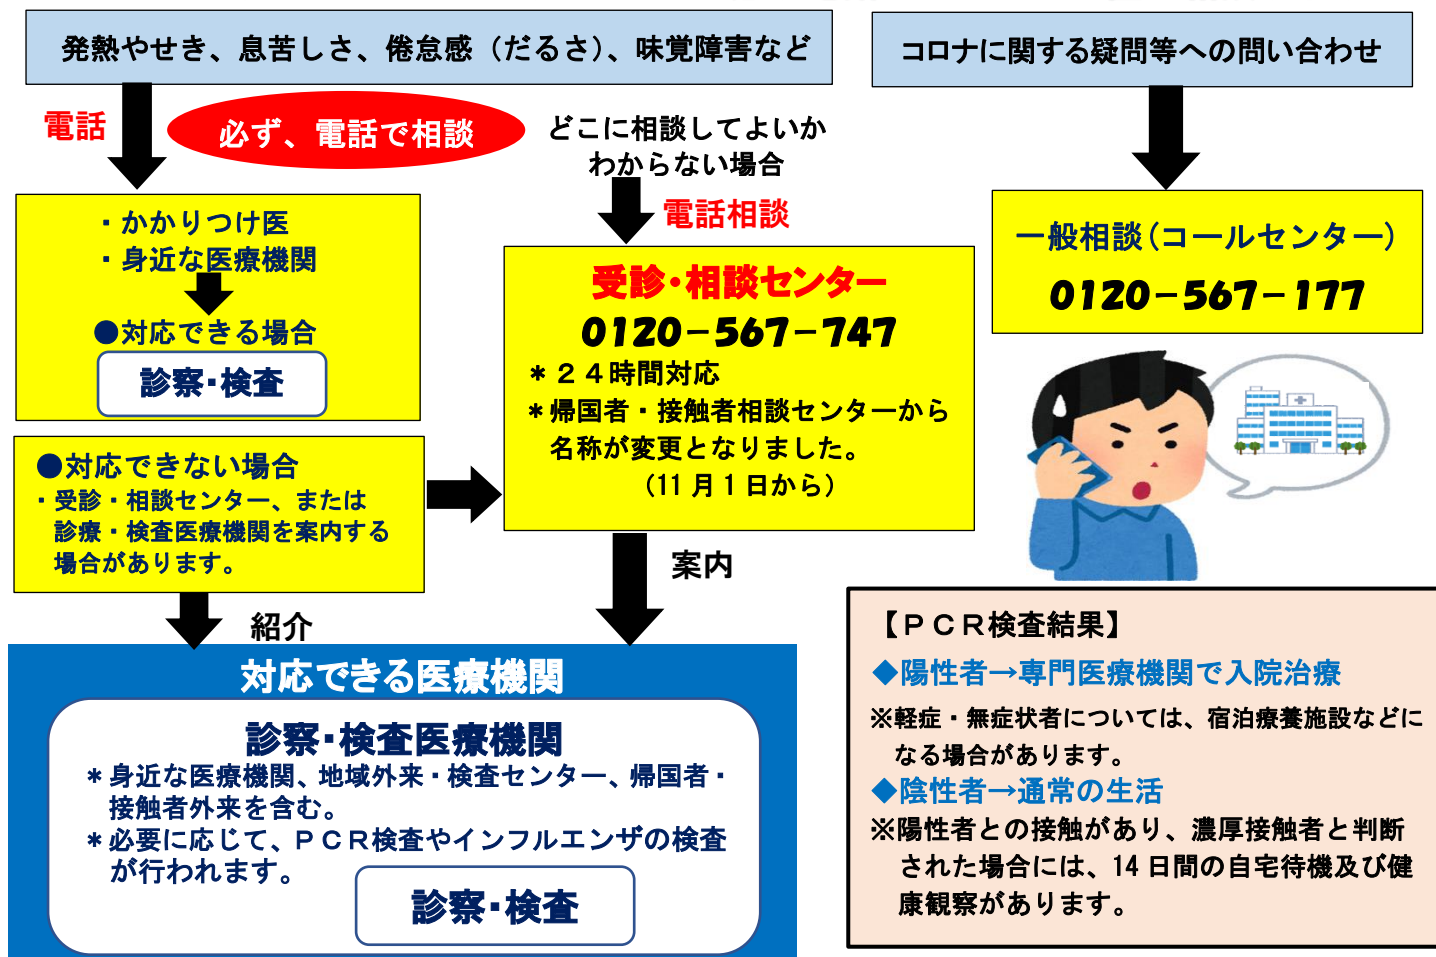 発熱やせき、息苦しさ、倦怠感（だるさ）、味覚障害など
電話
必ず、電話で相談
どこに相談してよいか
わからない場合
電話相談
・かかりつけ医
・身近な医療機関
●対応できる場合
診察・検査
●対応できない場合
・受診・相談センター、または
診療・検査医療機関を案内する
場合があります。
受診・相談センター
0120－567－747
＊２４時間対応
＊帰国者・接触者相談センターから
名称が変更となりました。
（11月１日から）
紹介
案内
対応できる医療機関
診察・検査医療機関
＊身近な医療機関、地域外来・検査センター、帰国者・
接触者外来を含む。
＊必要に応じて、ＰＣＲ検査やインフルエンザの検査
が行われます。
診察・検査
コロナに関する疑問等への問い合わせ
一般相談（コールセンター）
0120－567－177
【ＰＣＲ検査結果】
◆陽性者→専門医療機関で入院治療
※軽症・無症状者については、宿泊療養施設などに
なる場合があります。
◆陰性者→通常の生活
※陽性者との接触があり、濃厚接触者と判断
された場合には、14日間の自宅待機及び健
康観察があります。